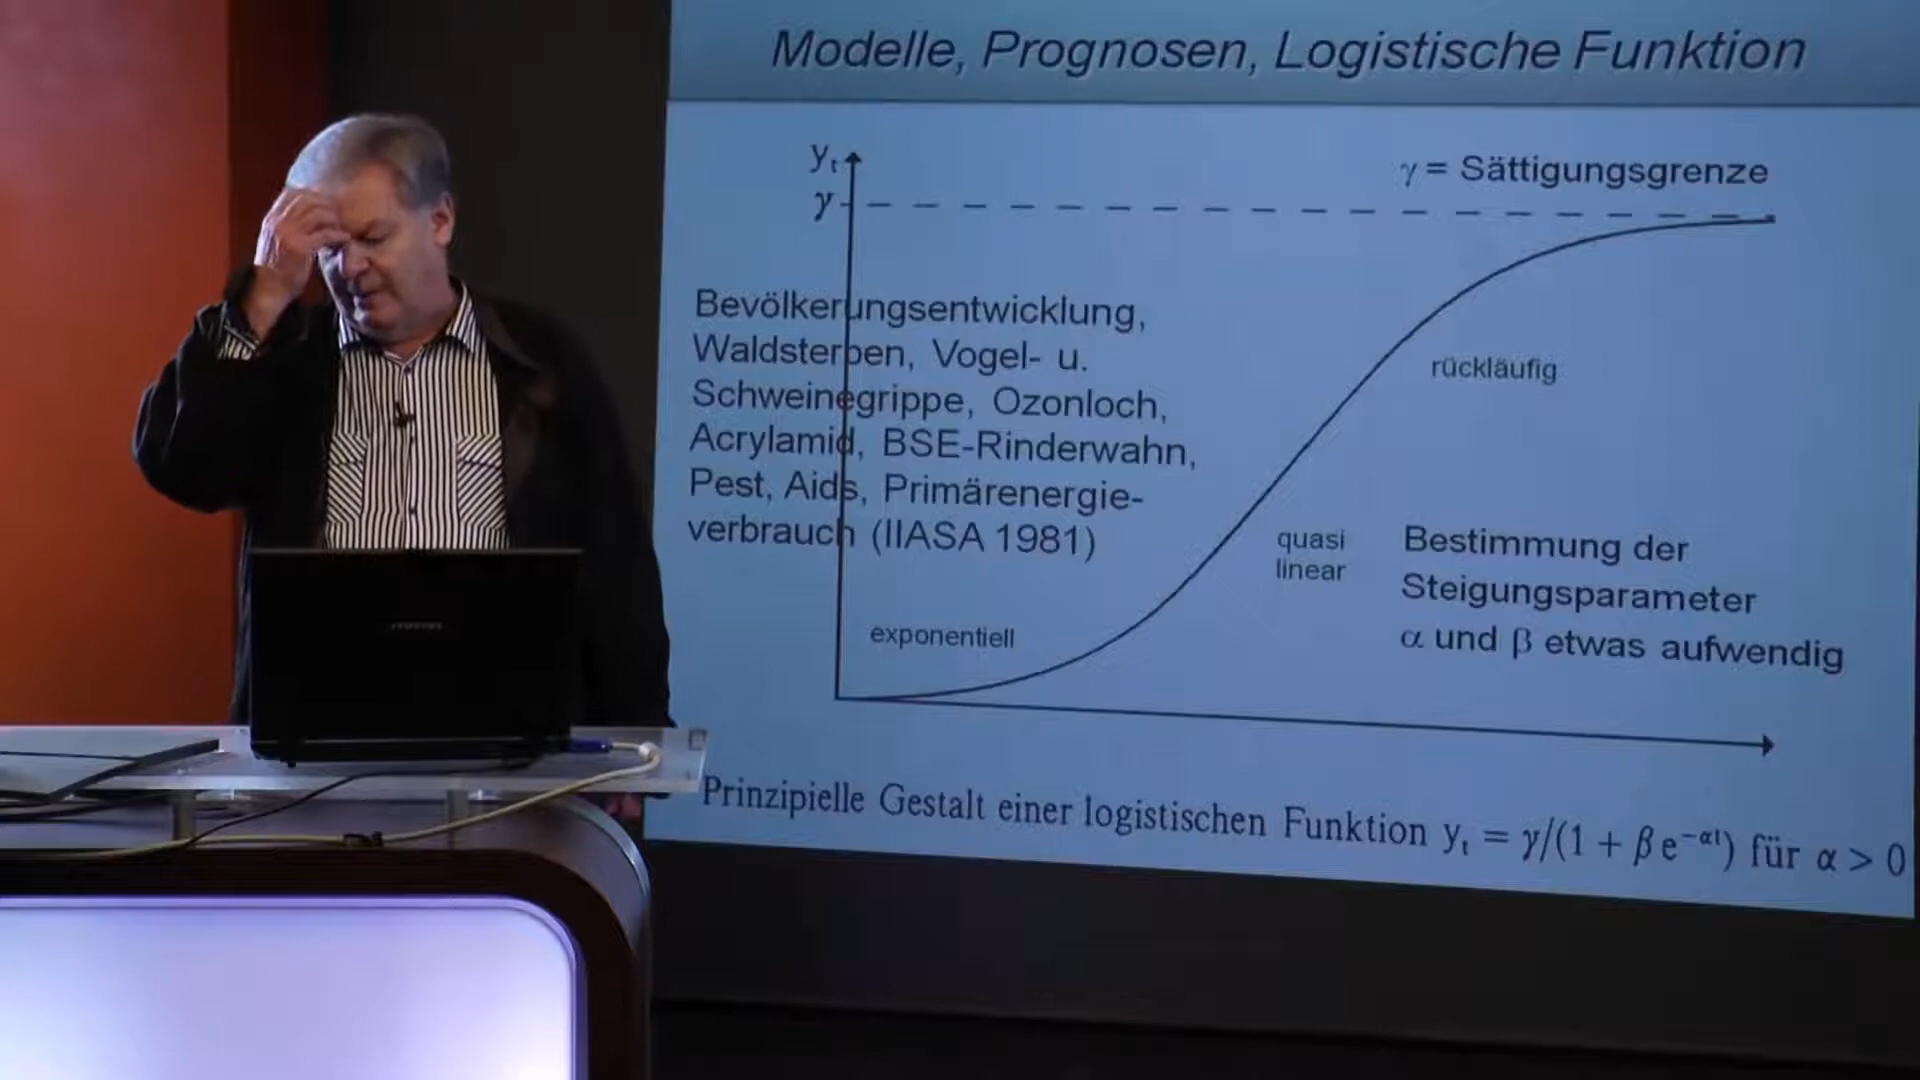 Modelle, Prognosen, Logistische Funktion
yₜ
γ
γ = Sättigungsgrenze
Bevölkerungsentwicklung,
Waldsterben, Vogel- u.
Schweinegrippe, Ozonloch,
Acrylamid, BSE-Rinderwahn,
Pest, Aids, Primärenergie-
verbrauch (IIASA 1981)
rückläufig
quasi
linear
exponentiell
Bestimmung der
Steigungsparameter
α und β etwas aufwendig
Prinzipielle Gestalt einer logistischen Funktion yₜ = γ/(1 + β e⁻ᵅᵗ) für α > 0